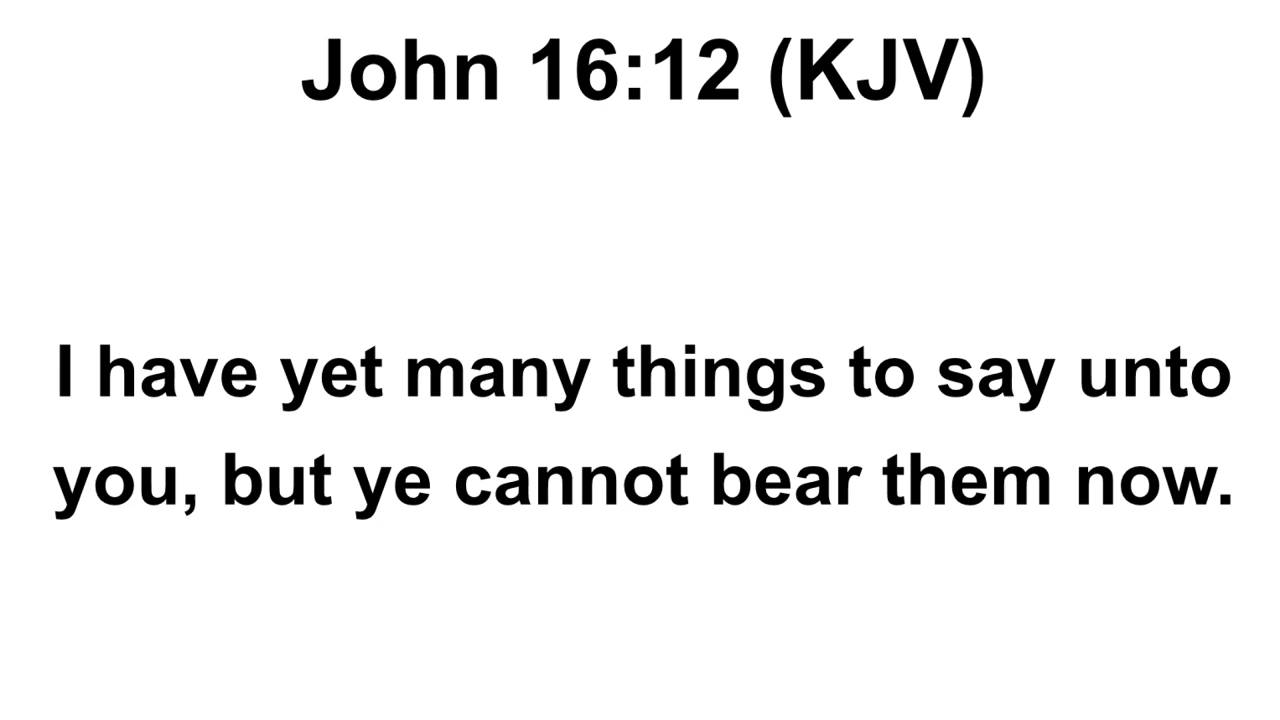 John 16:12 (KJV)
I have yet many things to say unto
you, but ye cannot bear them now.